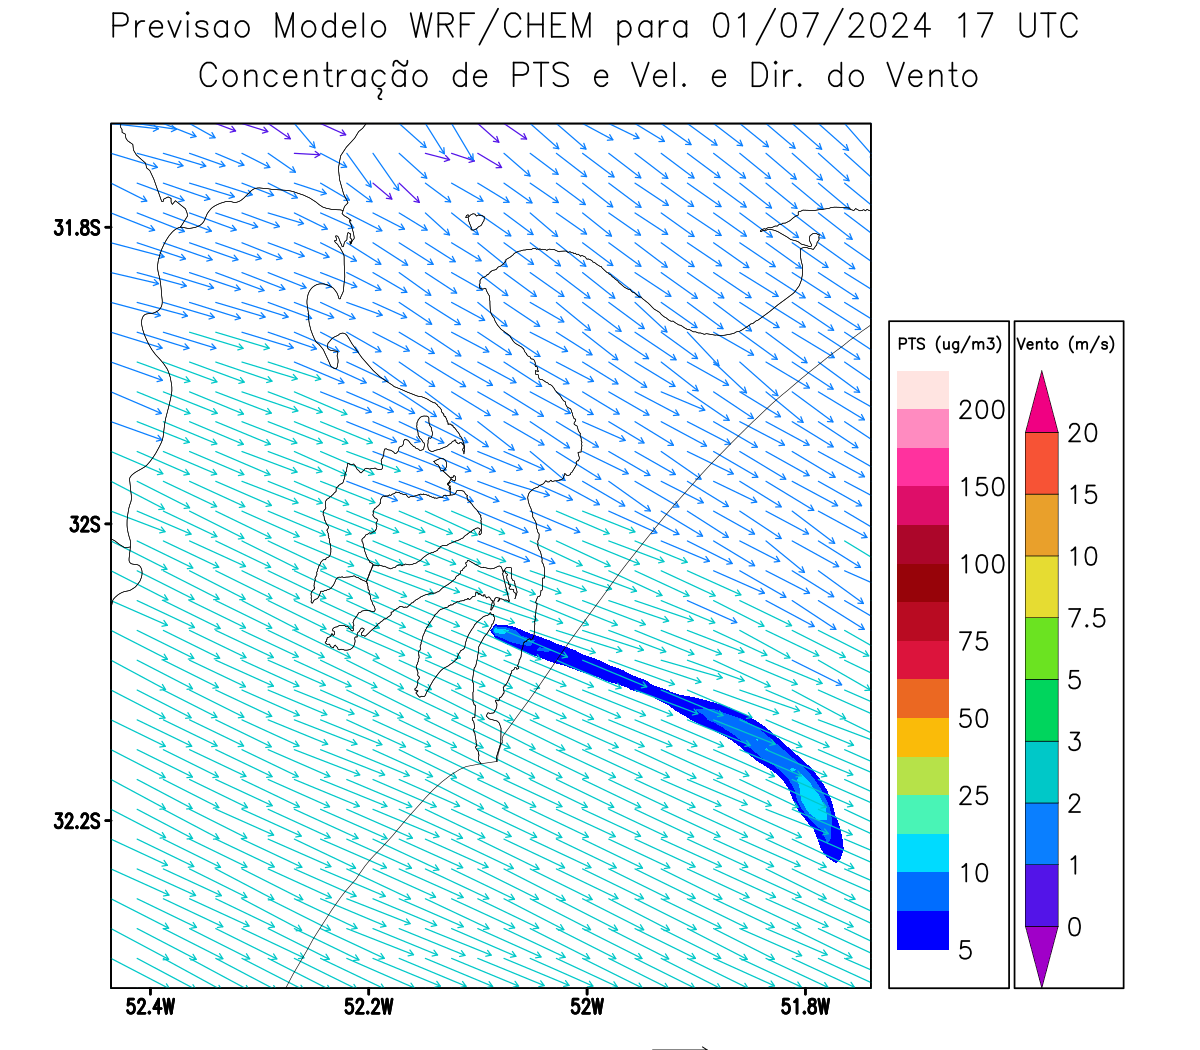 Previsao Modelo WRF/CHEM para 01/07/2024 17 UTC
Concentração de PTS e Vel. e Dir. do Vento
31.8S
32S
32.2S
52.4W
52.2W
52W
51.8W
PTS (ug/m3)
200
150
100
75
50
25
10
5
Vento (m/s)
20
15
10
7.5
5
3
2
1
0